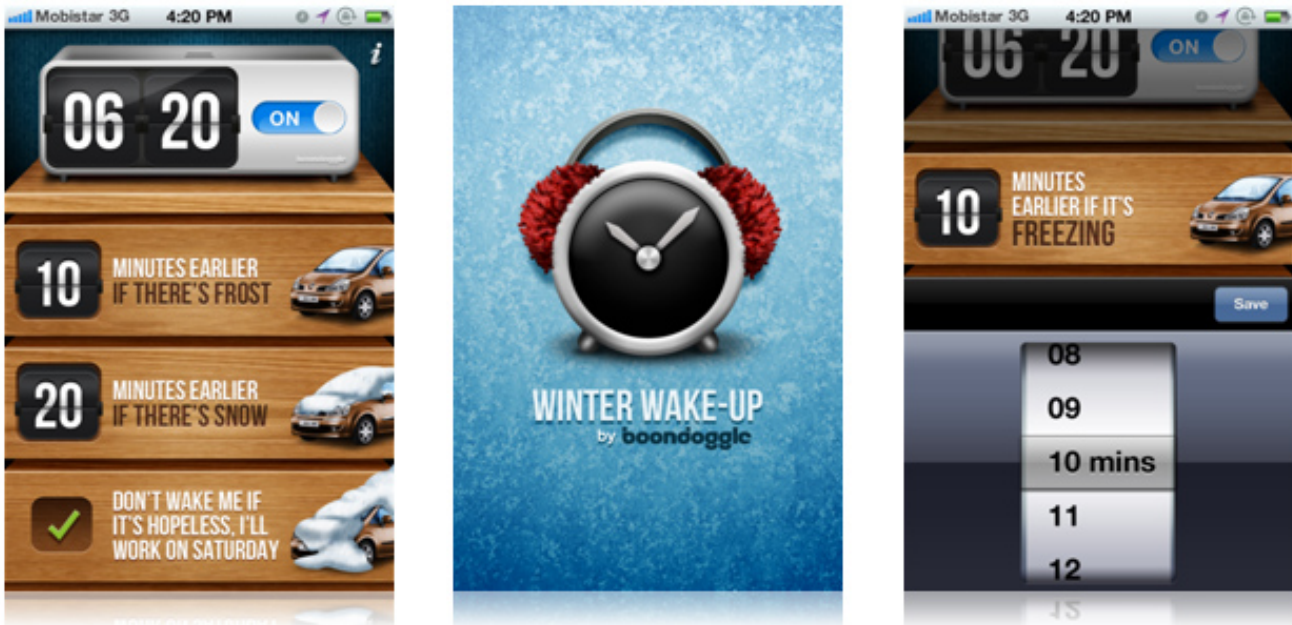 Mobistar 3G 4:20 PM
i
06 20 ON
boondoggle
10 MINUTES EARLIER
IF THERE'S FROST
20 MINUTES EARLIER
IF THERE'S SNOW
DON'T WAKE ME IF
IT'S HOPELESS, I'LL
WORK ON SATURDAY
WINTER WAKE-UP
by boondoggle
Mobistar 3G 4:20 PM
06 20 ON
10 MINUTES
EARLIER IF IT'S
FREEZING
Save
08
09
10 mins
11
12
12